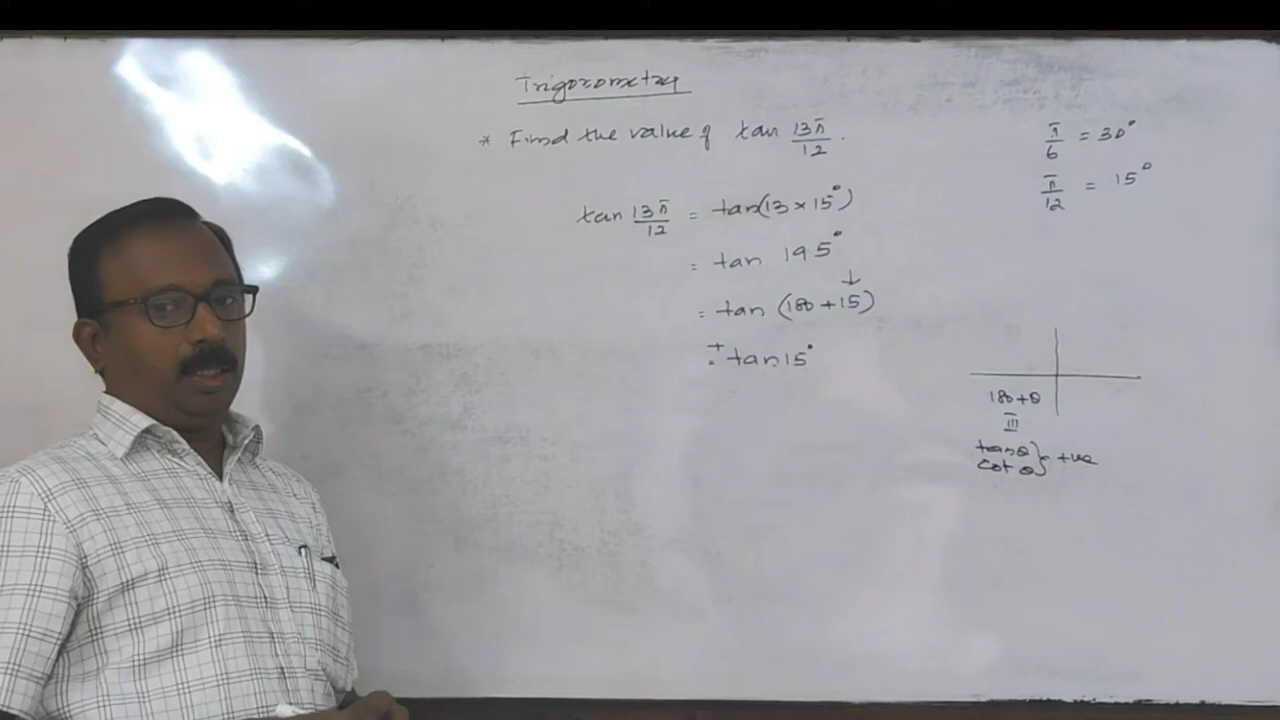 Trigonometry
* Find the value of tan 13π/12.
π/6 = 30°
π/12 = 15°
tan 13π/12 = tan(13 × 15°)
= tan 195°
↓
= tan (180 + 15)
= + tan 15°
180 + θ
III
tan θ
cot θ } = +ve